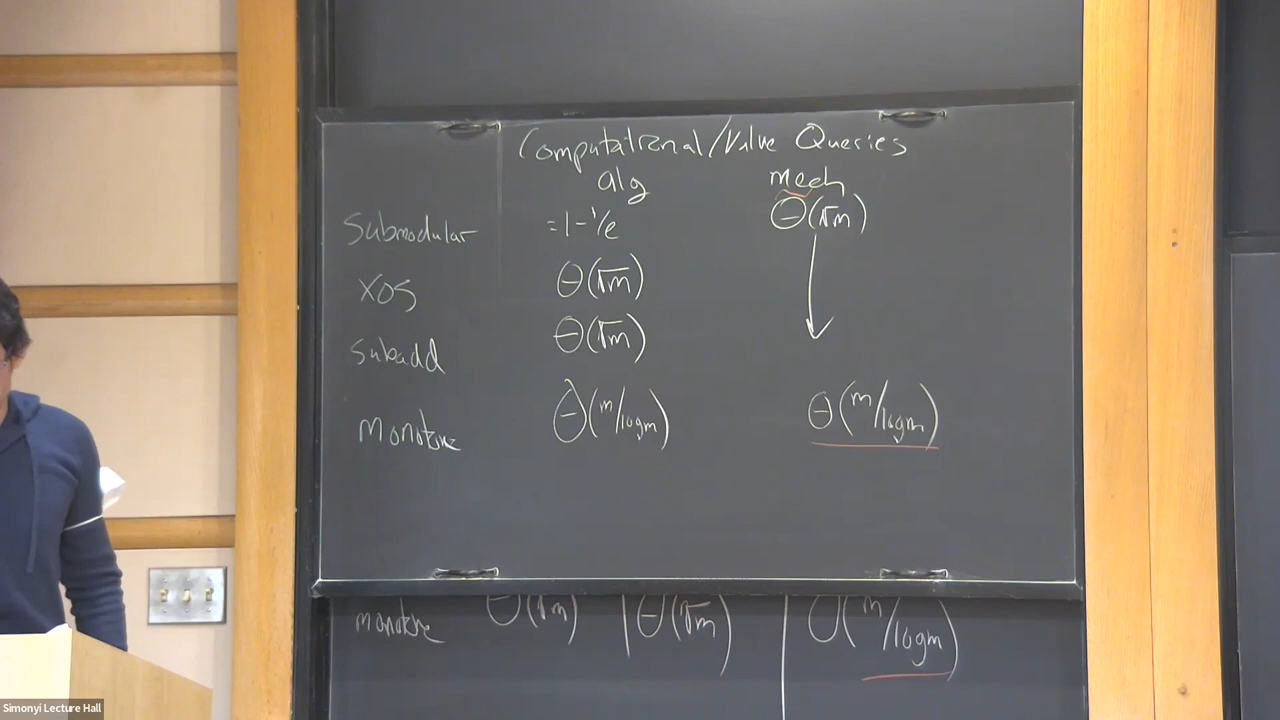 Computational/Value Queries
alg mech
Submodular =1-1/e Θ(√m)
XOS Θ(√m)
Subadd Θ(√m)
monotone Θ(m/logm) Θ(m/logm)
monotone Θ(√m) Θ(√m) O(m/logm)
Simonyi Lecture Hall